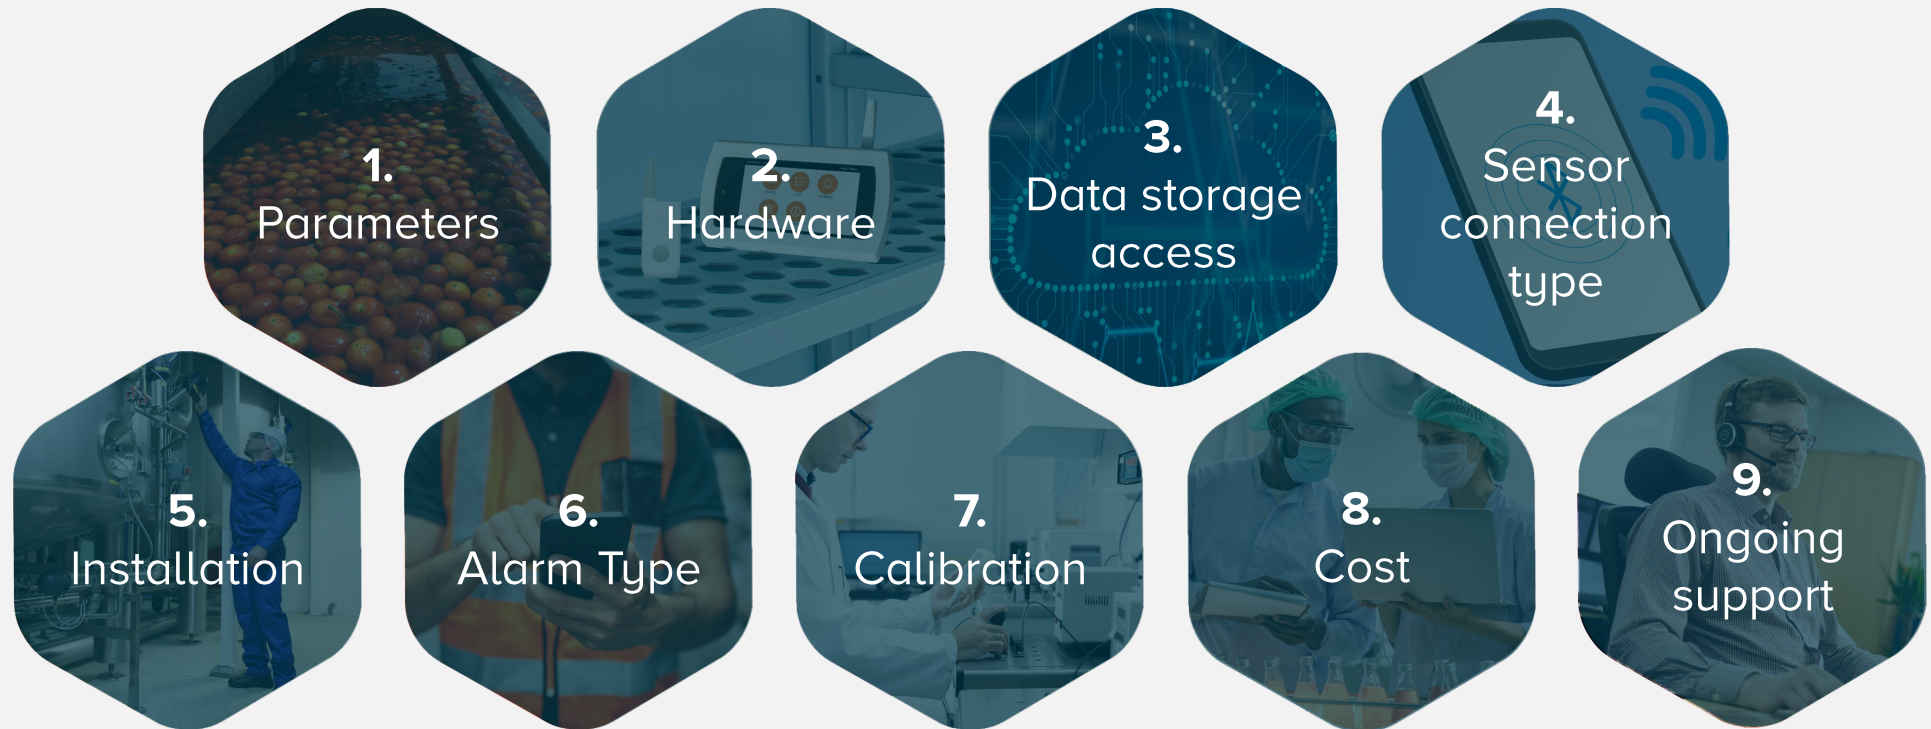 1.
Parameters
2.
Hardware
3.
Data storage
access
4.
Sensor
connection
type
5.
Installation
6.
Alarm Type
7.
Calibration
8.
Cost
9.
Ongoing
support